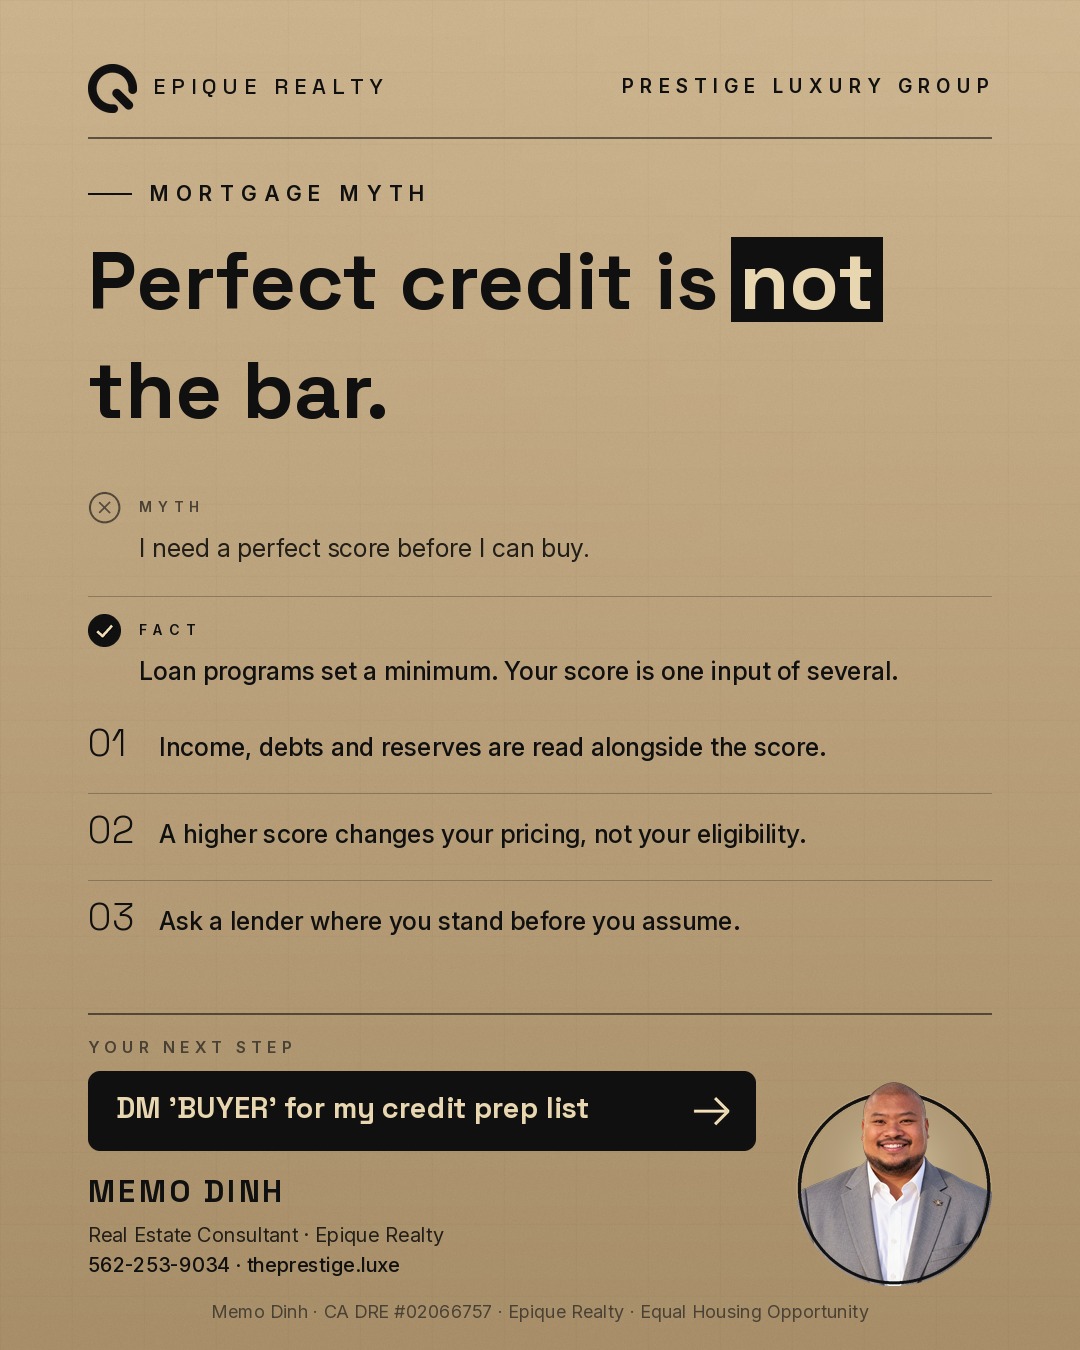 EPIQUE REALTY
PRESTIGE LUXURY GROUP
MORTGAGE MYTH
Perfect credit is not
the bar.
MYTH
I need a perfect score before I can buy.
FACT
Loan programs set a minimum. Your score is one input of several.
01 Income, debts and reserves are read alongside the score.
02 A higher score changes your pricing, not your eligibility.
03 Ask a lender where you stand before you assume.
YOUR NEXT STEP
DM ’BUYER’ for my credit prep list
MEMO DINH
Real Estate Consultant · Epique Realty
562-253-9034 · theprestige.luxe
Memo Dinh · CA DRE #02066757 · Epique Realty · Equal Housing Opportunity